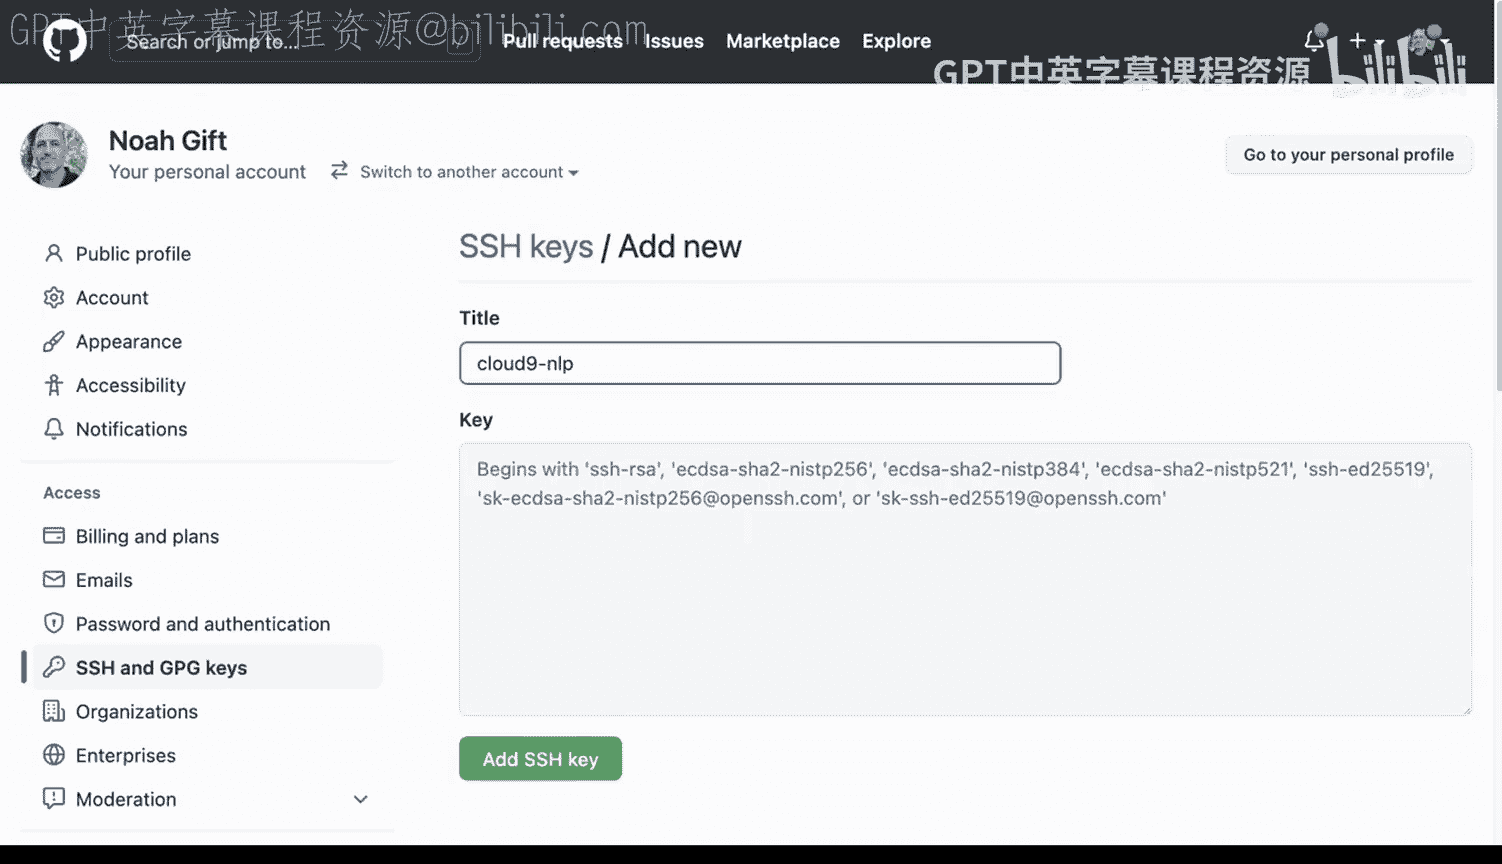 GPT中英字幕课程资源@bilibili.com
Search or jump to...
Pull requests Issues Marketplace Explore
GPT中英字幕课程资源 bilibili
Noah Gift
Your personal account Switch to another account
Go to your personal profile
Public profile
Account
Appearance
Accessibility
Notifications
Access
Billing and plans
Emails
Password and authentication
SSH and GPG keys
Organizations
Enterprises
Moderation
SSH keys / Add new
Title
cloud9-nlp
Key
Begins with 'ssh-rsa', 'ecdsa-sha2-nistp256', 'ecdsa-sha2-nistp384', 'ecdsa-sha2-nistp521', 'ssh-ed25519',
'sk-ecdsa-sha2-nistp256@openssh.com', or 'sk-ssh-ed25519@openssh.com'
Add SSH key